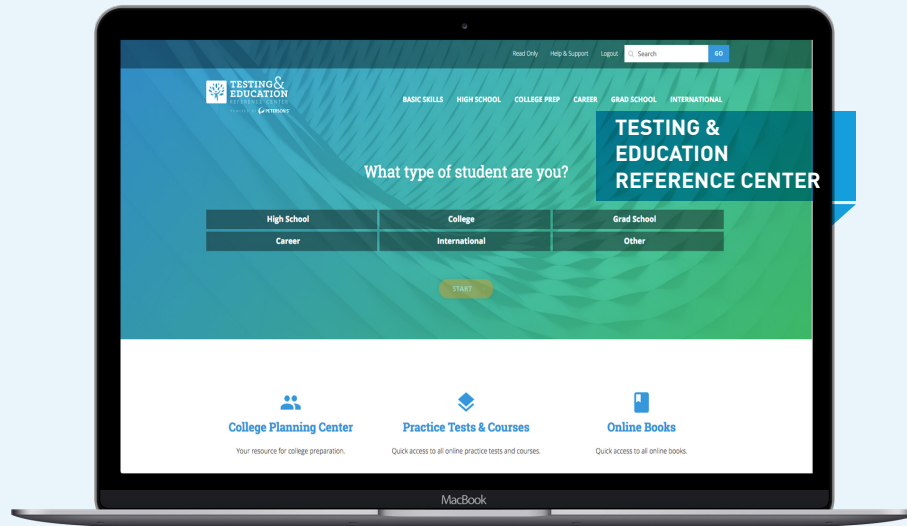 Read Only Help & Support Logout Search GO
TESTING &
EDUCATION
REFERENCE CENTER
PETERSON'S
BASIC SKILLS HIGH SCHOOL COLLEGE PREP CAREER GRAD SCHOOL INTERNATIONAL
TESTING &
EDUCATION
REFERENCE CENTER
What type of student are you?
High School College Grad School
Career International Other
START
College Planning Center Practice Tests & Courses Online Books
Your resource for college preparation. Quick access to all online practice tests and courses. Quick access to all online books.
MacBook